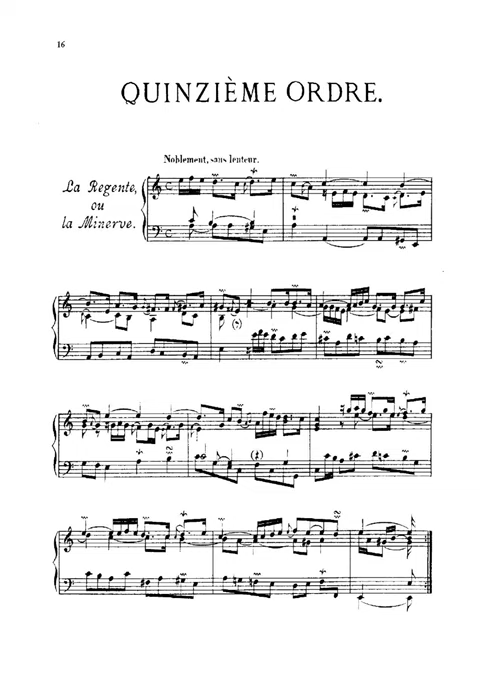 16
QUINZIÈME ORDRE.
Noblement, sans lenteur.
La Regente,
ou
la Minerve.